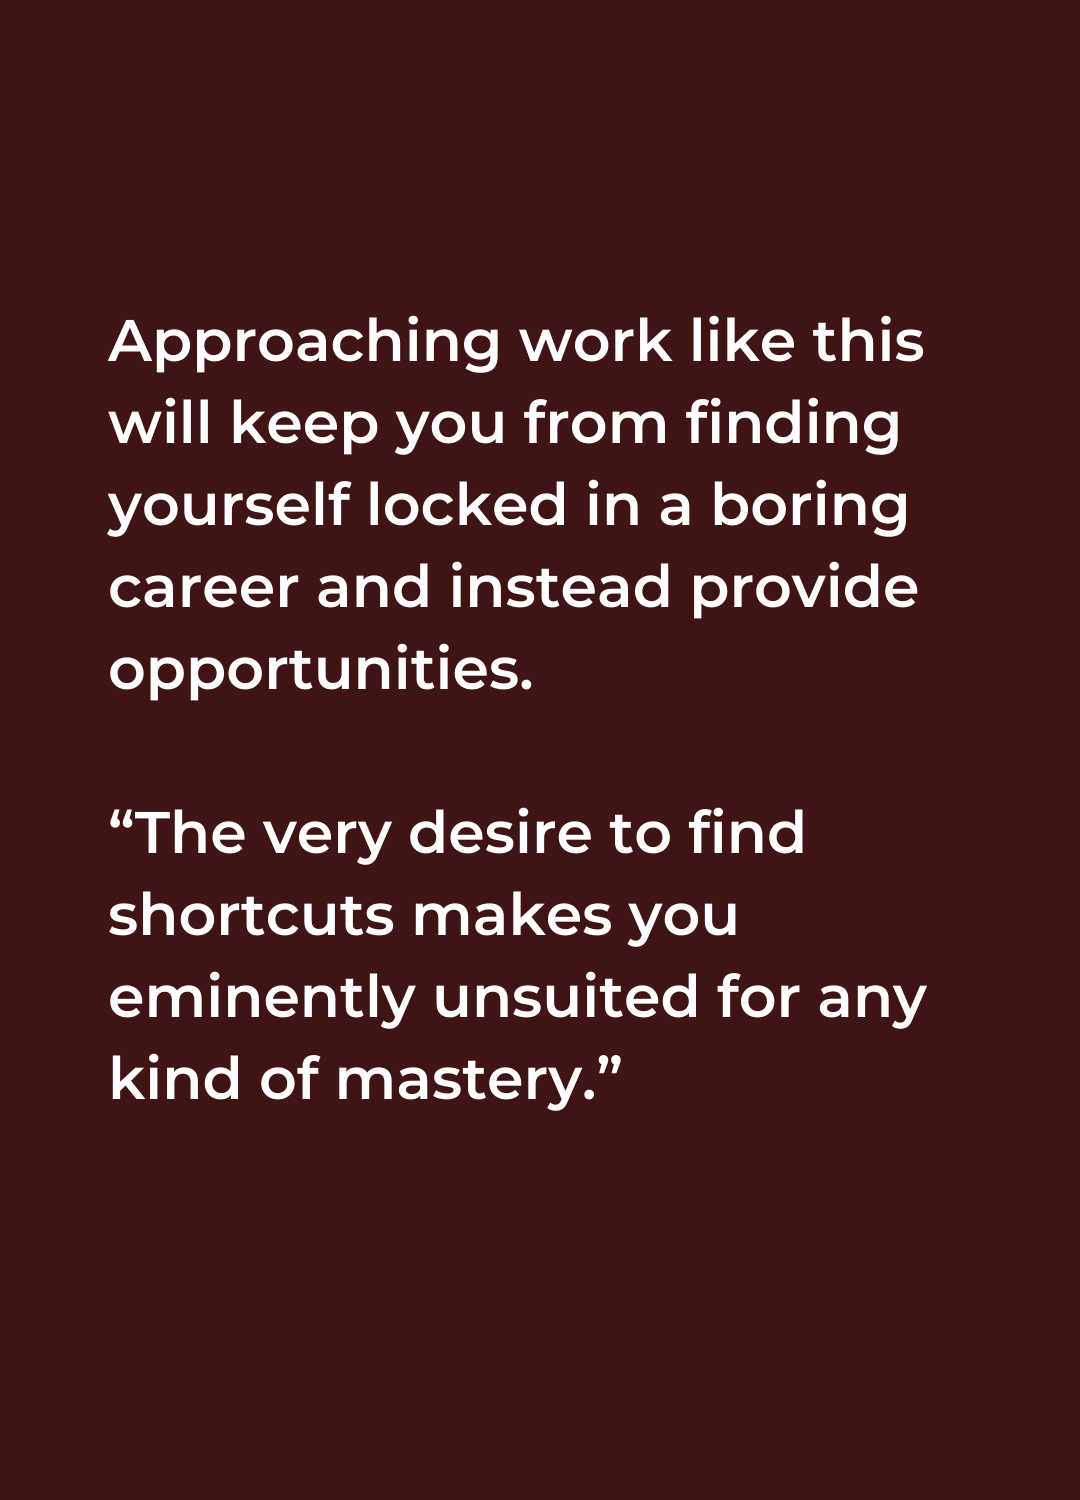 Approaching work like this
will keep you from finding
yourself locked in a boring
career and instead provide
opportunities.
“The very desire to find
shortcuts makes you
eminently unsuited for any
kind of mastery.”